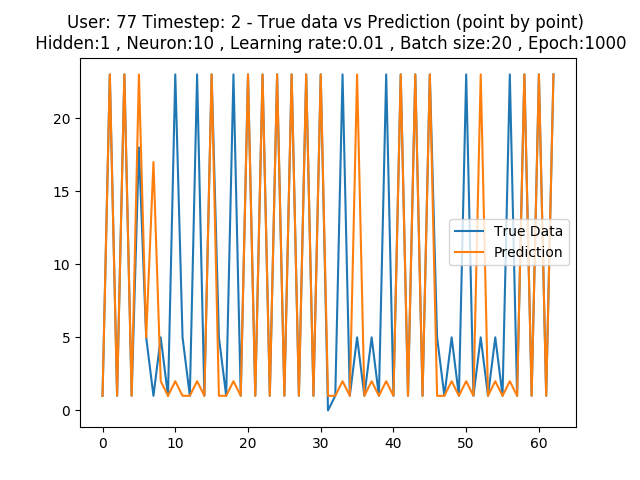 User: 77 Timestep: 2 - True data vs Prediction (point by point)
Hidden:1 , Neuron:10 , Learning rate:0.01 , Batch size:20 , Epoch:1000
20
15
10
5
0
True Data
Prediction
0 10 20 30 40 50 60